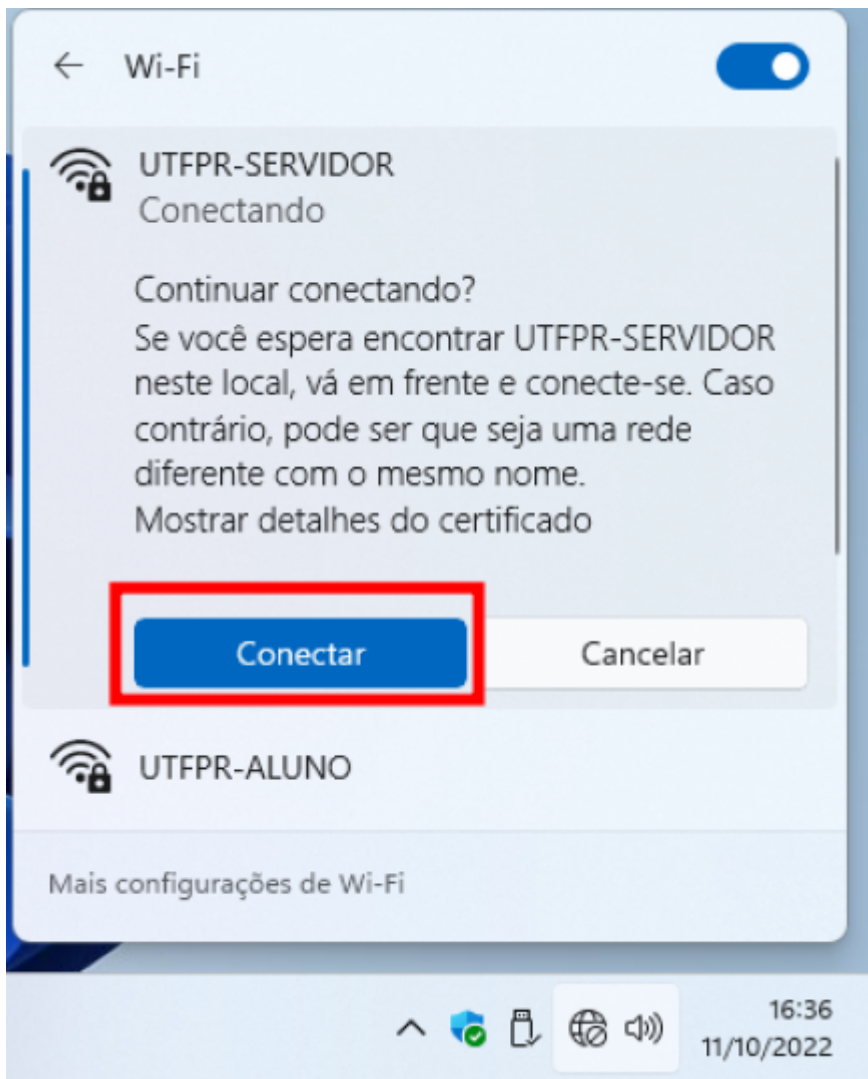 Wi-Fi
UTFPR-SERVIDOR
Conectando
Continuar conectando?
Se você espera encontrar UTFPR-SERVIDOR
neste local, vá em frente e conecte-se. Caso
contrário, pode ser que seja uma rede
diferente com o mesmo nome.
Mostrar detalhes do certificado
Conectar
Cancelar
UTFPR-ALUNO
Mais configurações de Wi-Fi
16:36
11/10/2022